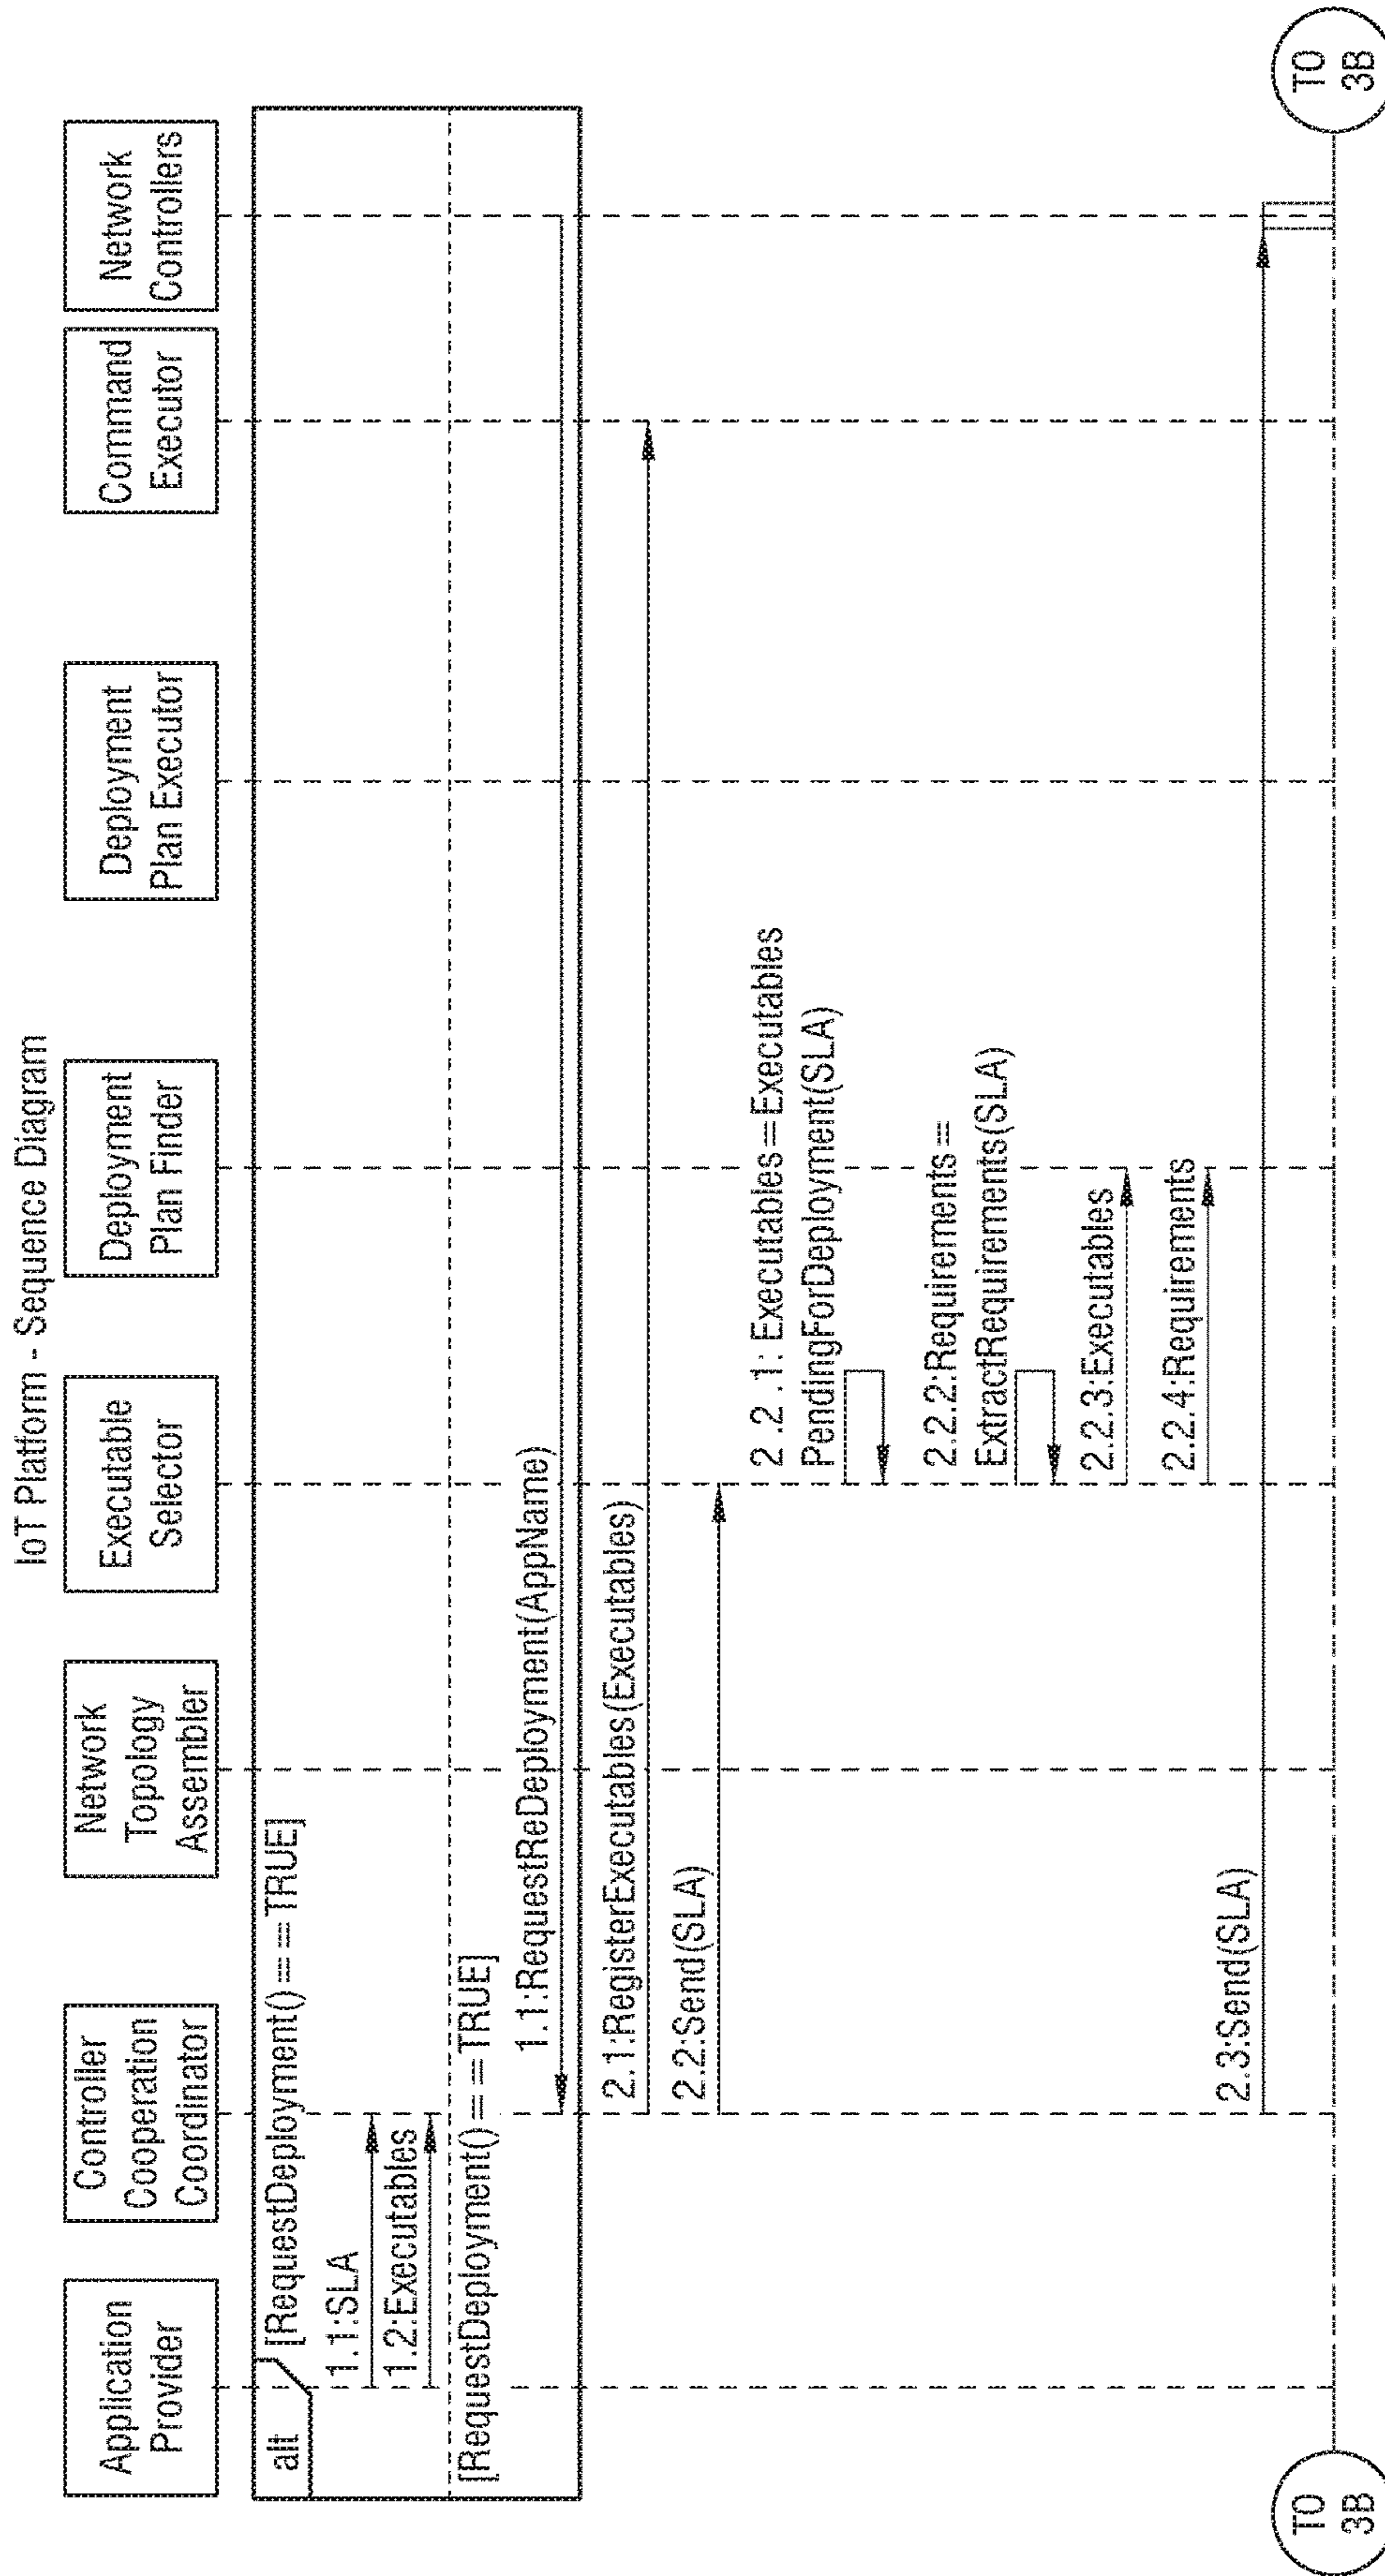 IoT Platform - Sequence Diagram
Application
Provider
Controller
Cooperation
Coordinator
Network
Topology
Assembler
Executable
Selector
Deployment
Plan Finder
Deployment
Plan Executor
Command
Executor
Network
Controllers
alt
[RequestDeployment()==TRUE]
1.1:SLA
1.2:Executables
[RequestDeployment()==TRUE]
1.1:RequestReDeployment(AppName)
2.1:RegisterExecutables(Executables)
2.2:Send(SLA)
2.2.1: Executables=Executables
PendingForDeployment(SLA)
2.2.2:Requirements=
ExtractRequirements(SLA)
2.2.3:Executables
2.2.4:Requirements
2.3:Send(SLA)
TO
3B
TO
3B